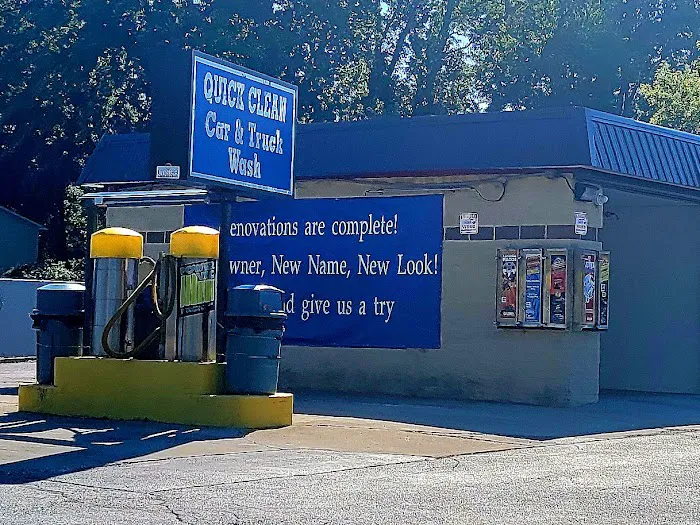 QUICK CLEAN
Car & Truck
Wash
enovations are complete!
wner, New Name, New Look!
d give us a try